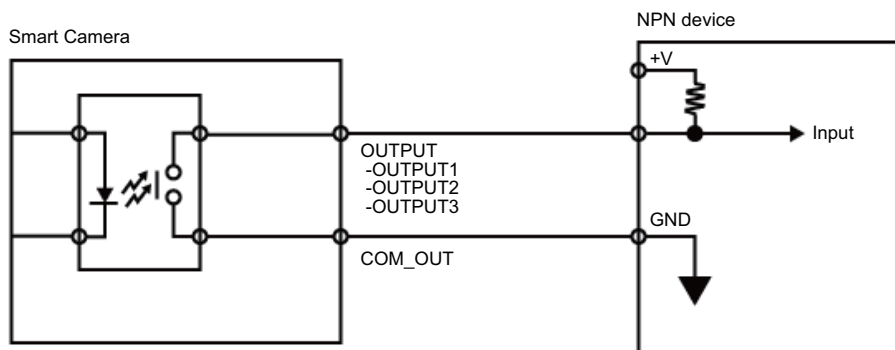 NPN device
Smart Camera
+V
Input
OUTPUT
-OUTPUT1
-OUTPUT2
-OUTPUT3
GND
COM_OUT